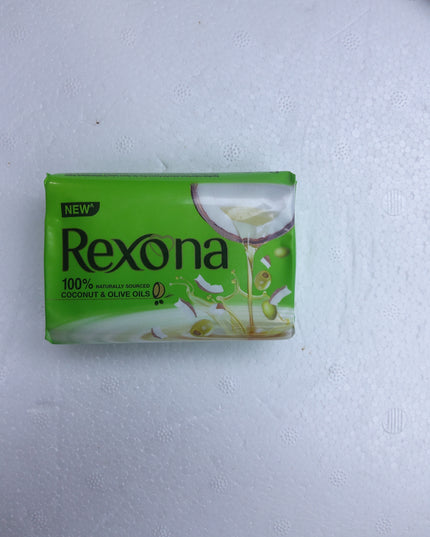 NEW^
Rexona
100% NATURALLY SOURCED
COCONUT & OLIVE OILS